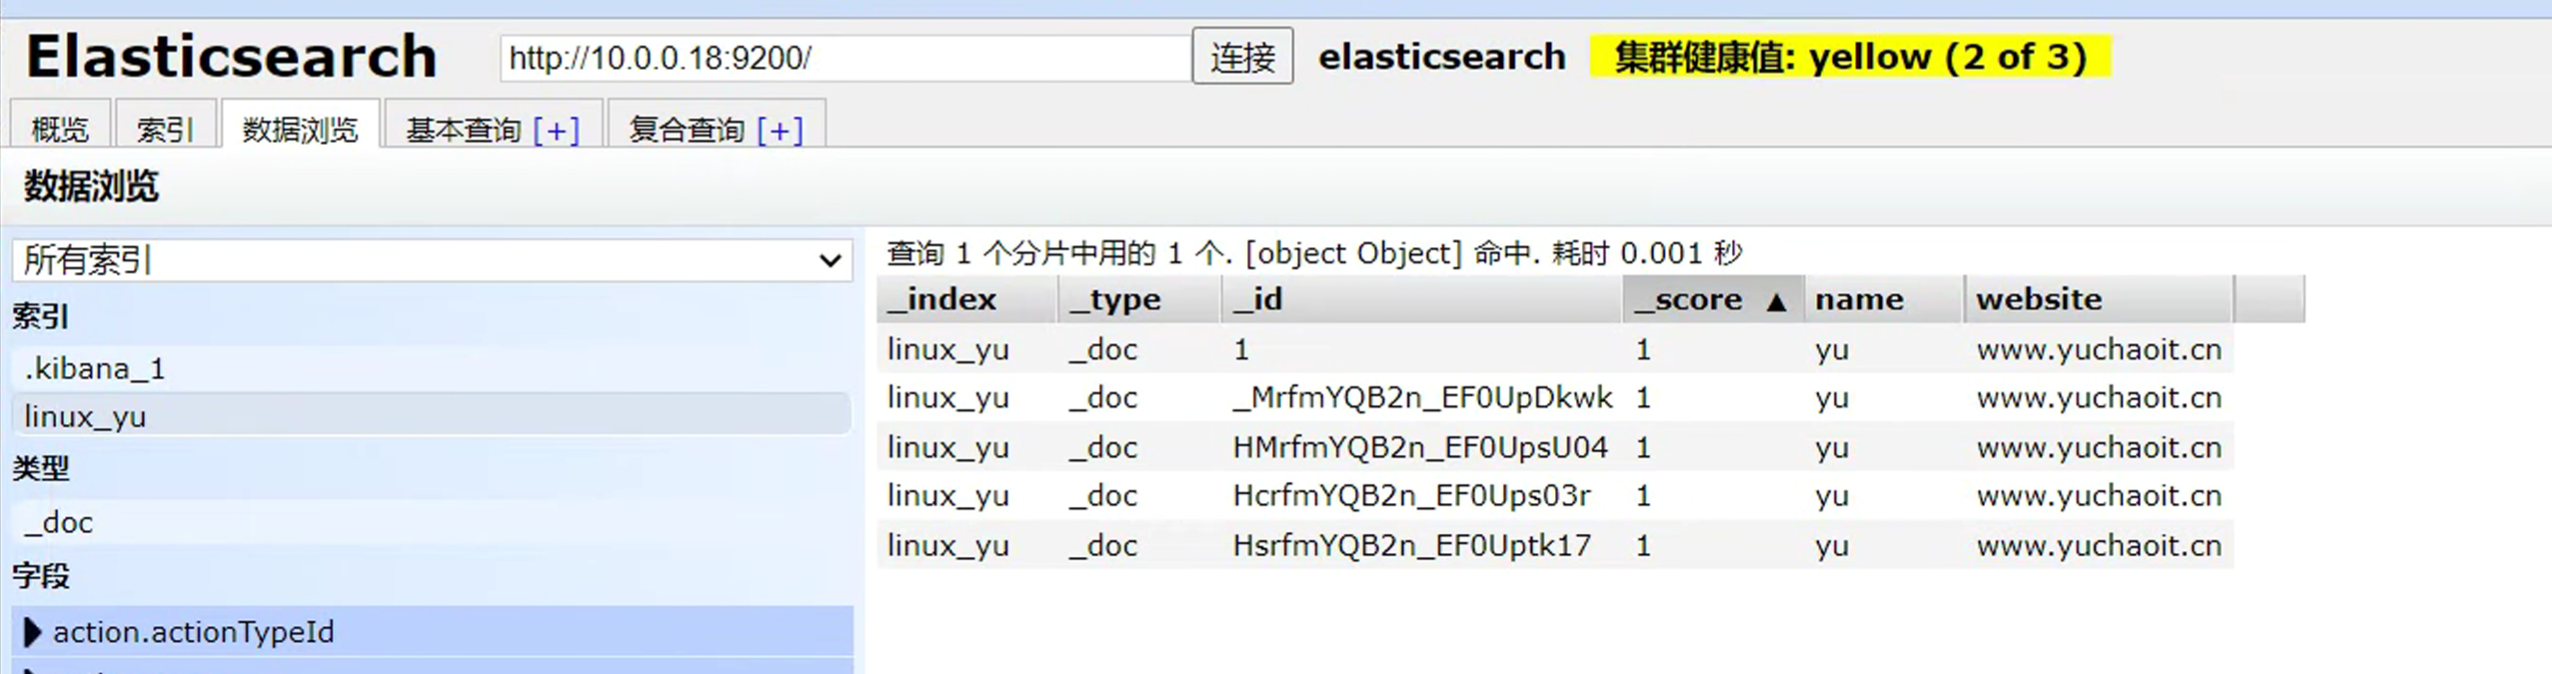 Elasticsearch http://10.0.0.18:9200/ 连接 elasticsearch 集群健康值: yellow (2 of 3)
概览 索引 数据浏览 基本查询 [+] 复合查询 [+]
数据浏览
所有索引
索引
.kibana_1
linux_yu
类型
_doc
字段
action.actionTypeId
查询 1 个分片中用的 1 个. [object Object] 命中. 耗时 0.001 秒
_index _type _id _score ▲ name website
linux_yu _doc 1 1 yu www.yuchaoit.cn
linux_yu _doc _MrfmYQB2n_EF0UpDkwk 1 yu www.yuchaoit.cn
linux_yu _doc HMrfmYQB2n_EF0UpsU04 1 yu www.yuchaoit.cn
linux_yu _doc HcrfmYQB2n_EF0Ups03r 1 yu www.yuchaoit.cn
linux_yu _doc HsrfmYQB2n_EF0Uptk17 1 yu www.yuchaoit.cn